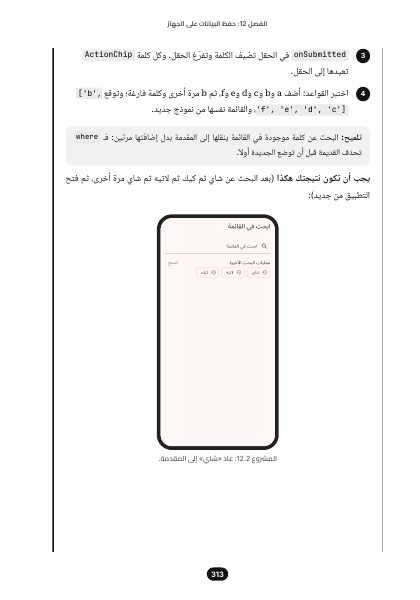 الفصل 12: حفظ البيانات على الجهاز
3 onSubmitted في الحقل تضيف الكلمة وتفرّغ الحقل. وكل كلمة ActionChip
تعيدها إلى الحقل.
4 اختبر القواعد: أضف a وb وc وd وe وf، ثم b مرة أخرى وكلمة فارغة؛ وتوقع ['b',
'f', 'e', 'd', 'c']، والقائمة نفسها من نموذج جديد.
تلميح: البحث عن كلمة موجودة في القائمة ينقلها إلى المقدمة بدل إضافتها مرتين: فـ where
تحذف القديمة قبل أن توضع الجديدة أولاً.
يجب أن تكون نتيجتك هكذا (بعد البحث عن شاي ثم كيك ثم لاتيه ثم شاي مرة أخرى، ثم فتح
التطبيق من جديد):
ابحث في القائمة
ابحث في القائمة
عمليات البحث الأخيرة
امسح
شاي
لاتيه
كيك
المشروع 12.2: عاد «شاي» إلى المقدمة.
313